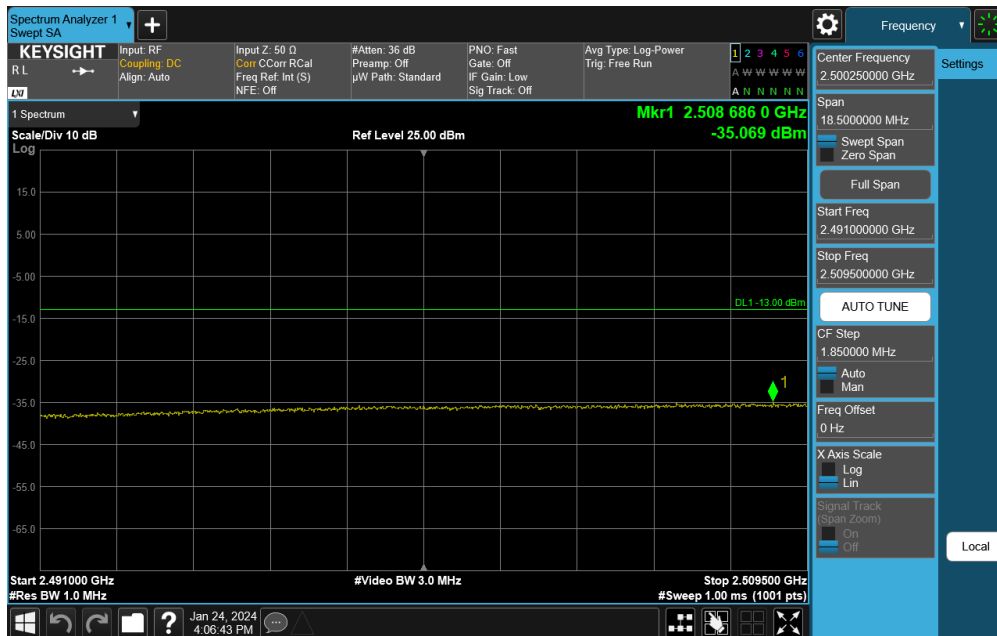 Spectrum Analyzer 1
Swept SA
+
Frequency
KEYSIGHT
RL
LXI
Input: RF
Coupling: DC
Align: Auto
Input Z: 50 Ω
Corr CCorr RCal
Freq Ref: Int (S)
NFE: Off
#Atten: 36 dB
Preamp: Off
µW Path: Standard
PNO: Fast
Gate: Off
IF Gain: Low
Sig Track: Off
Avg Type: Log-Power
Trig: Free Run
1 2 3 4 5 6
A W W W W W
A N N N N N
1 Spectrum
Scale/Div 10 dB
Log
Ref Level 25.00 dBm
Mkr1 2.508 686 0 GHz
-35.069 dBm
15.0
5.00
-5.00
DL1 -13.00 dBm
-15.0
-25.0
1
-35.0
-45.0
-55.0
-65.0
Start 2.491000 GHz
#Res BW 1.0 MHz
#Video BW 3.0 MHz
Stop 2.509500 GHz
#Sweep 1.00 ms (1001 pts)
Center Frequency
2.500250000 GHz
Settings
Span
18.5000000 MHz
Swept Span
Zero Span
Full Span
Start Freq
2.491000000 GHz
Stop Freq
2.509500000 GHz
AUTO TUNE
CF Step
1.850000 MHz
Auto
Man
Freq Offset
0 Hz
X Axis Scale
Log
Lin
Signal Track
(Span Zoom)
On
Off
Local
?
Jan 24, 2024
4:06:43 PM